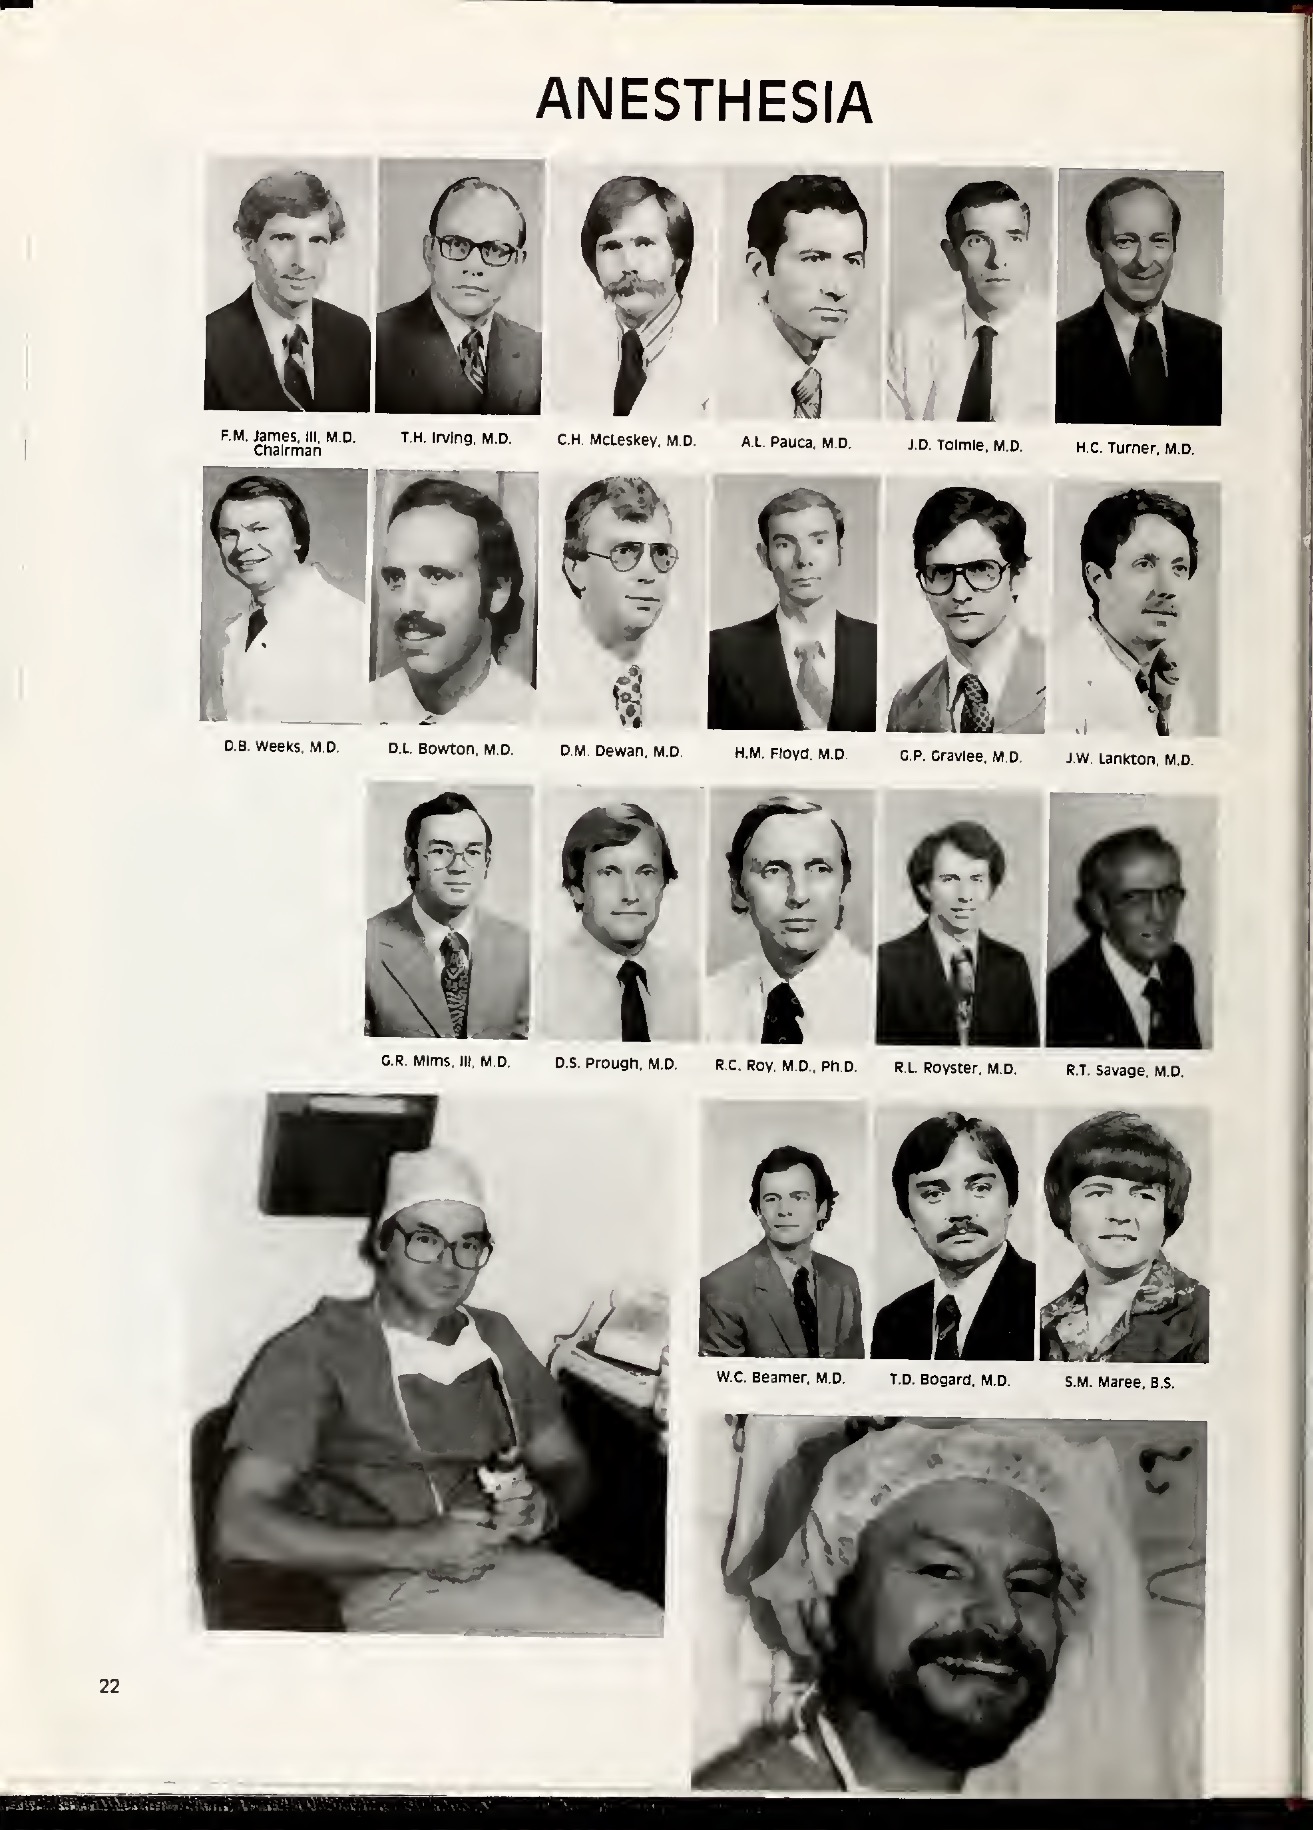 ANESTHESIA
F.M. James, III, M.D.
Chairman
T.H. Irving, M.D.
C.H. McLeskey, M.D.
A.L. Pauca, M.D.
J.D. Tolmie, M.D.
H.C. Turner, M.D.
D.B. Weeks, M.D.
D.L. Bowton, M.D.
D.M. Dewan, M.D.
H.M. Floyd, M.D.
G.P. Gravlee, M.D.
J.W. Lankton, M.D.
G.R. Mims, III, M.D.
D.S. Prough, M.D.
R.C. Roy, M.D., Ph.D.
R.L. Royster, M.D.
R.T. Savage, M.D.
W.C. Beamer, M.D.
T.D. Bogard, M.D.
S.M. Maree, B.S.
22